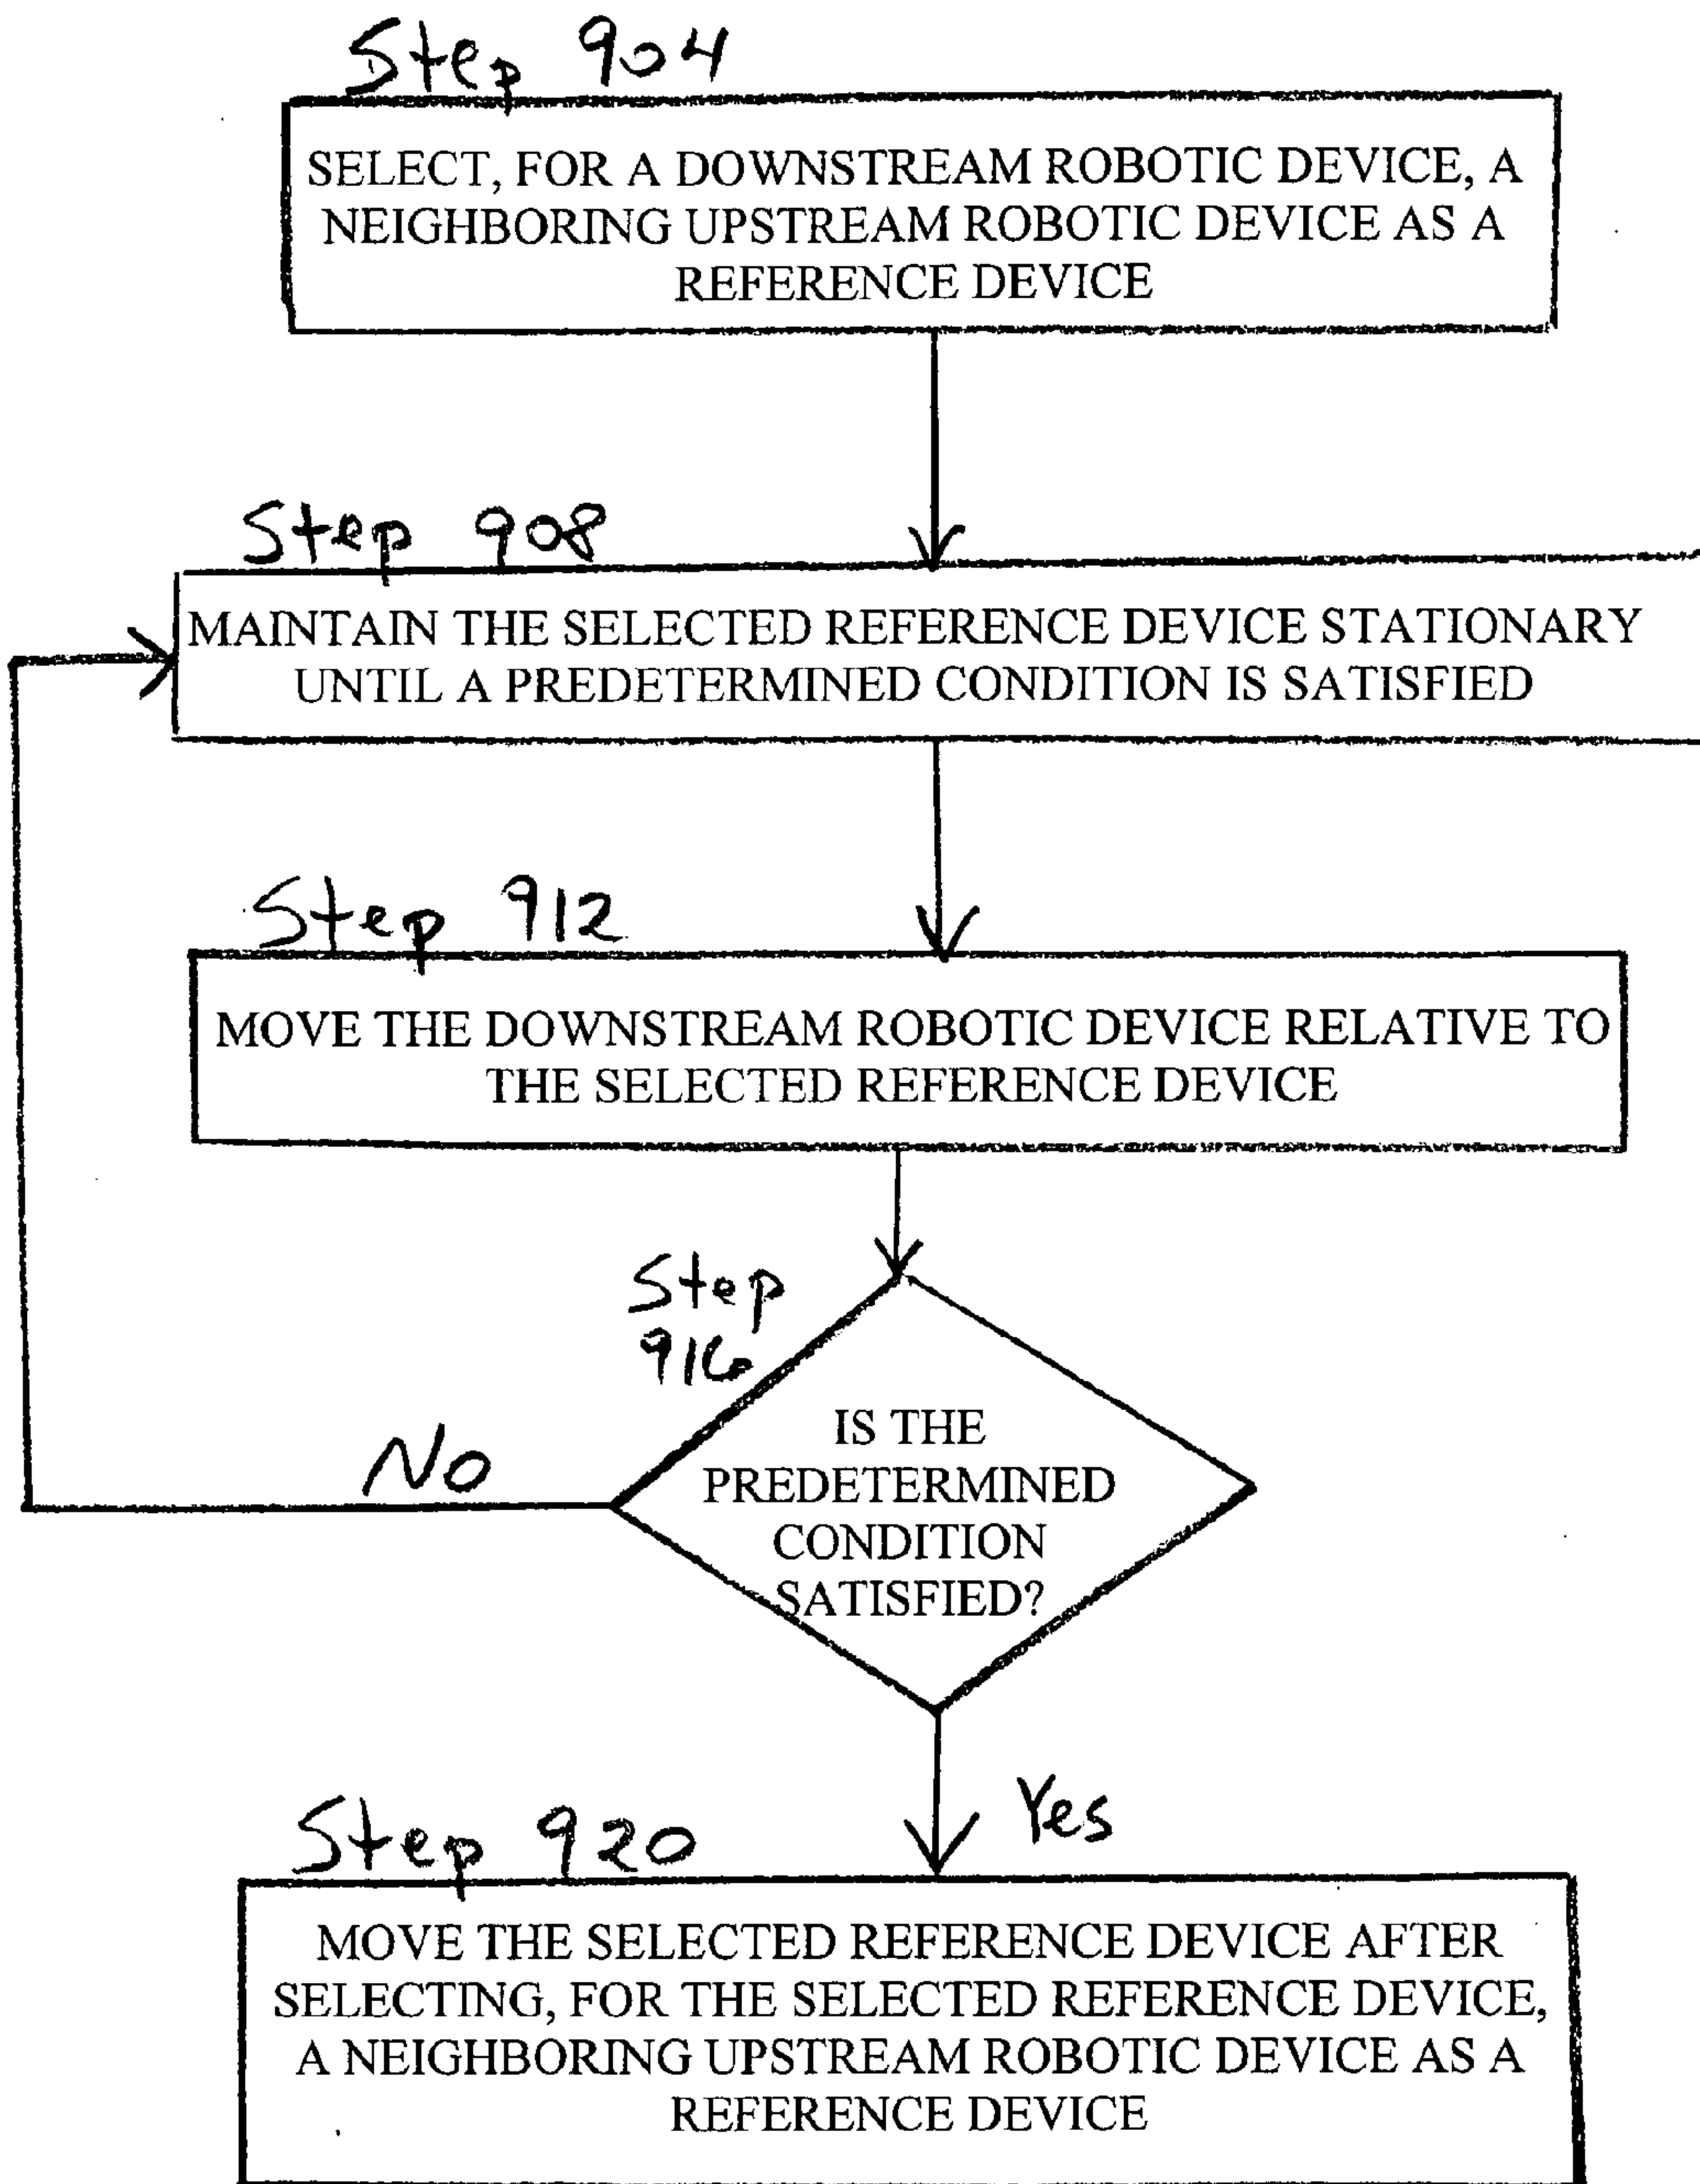 Step 904
SELECT, FOR A DOWNSTREAM ROBOTIC DEVICE, A
NEIGHBORING UPSTREAM ROBOTIC DEVICE AS A
REFERENCE DEVICE
Step 908
MAINTAIN THE SELECTED REFERENCE DEVICE STATIONARY
UNTIL A PREDETERMINED CONDITION IS SATISFIED
Step 912
MOVE THE DOWNSTREAM ROBOTIC DEVICE RELATIVE TO
THE SELECTED REFERENCE DEVICE
Step
916
IS THE
PREDETERMINED
CONDITION
SATISFIED?
No
Yes
Step 920
MOVE THE SELECTED REFERENCE DEVICE AFTER
SELECTING, FOR THE SELECTED REFERENCE DEVICE,
A NEIGHBORING UPSTREAM ROBOTIC DEVICE AS A
REFERENCE DEVICE